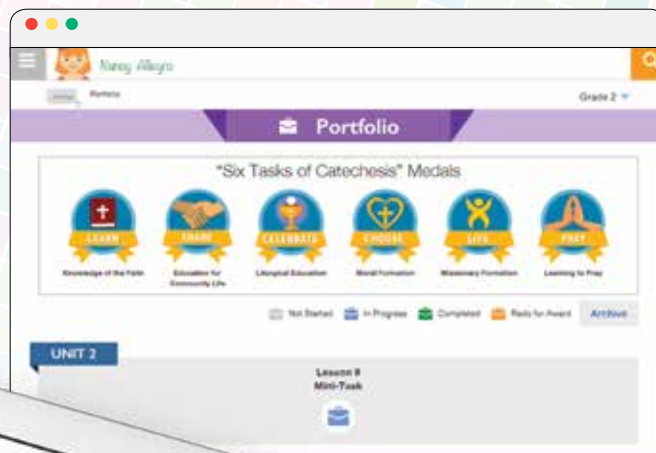 Nancy Allegro
Portfolio
Grade 2
Portfolio
"Six Tasks of Catechesis" Medals
LEARN
SHARE
CELEBRATE
CHOOSE
LIVE
PRAY
Knowledge of the Faith
Education for
Community Life
Liturgical Education
Moral Formation
Missionary Formation
Learning to Pray
Not Started
In Progress
Completed
Redo for Award
Archive
UNIT 2
Lesson 8
Mini-Task